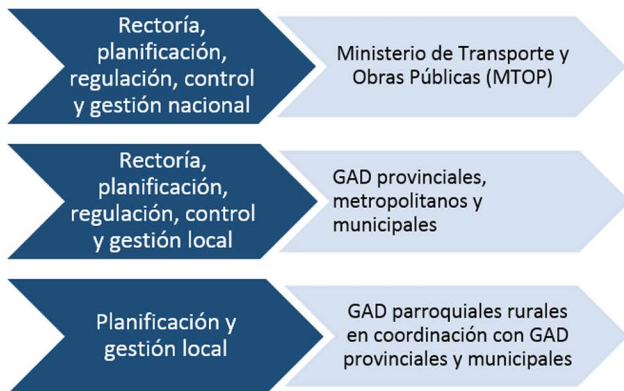 Rectoría,
planificación,
regulación, control
y gestión nacional
Ministerio de Transporte y
Obras Públicas (MTOP)
Rectoría,
planificación,
regulación, control
y gestión local
GAD provinciales,
metropolitanos y
municipales
Planificación y
gestión local
GAD parroquiales rurales
en coordinación con GAD
provinciales y municipales